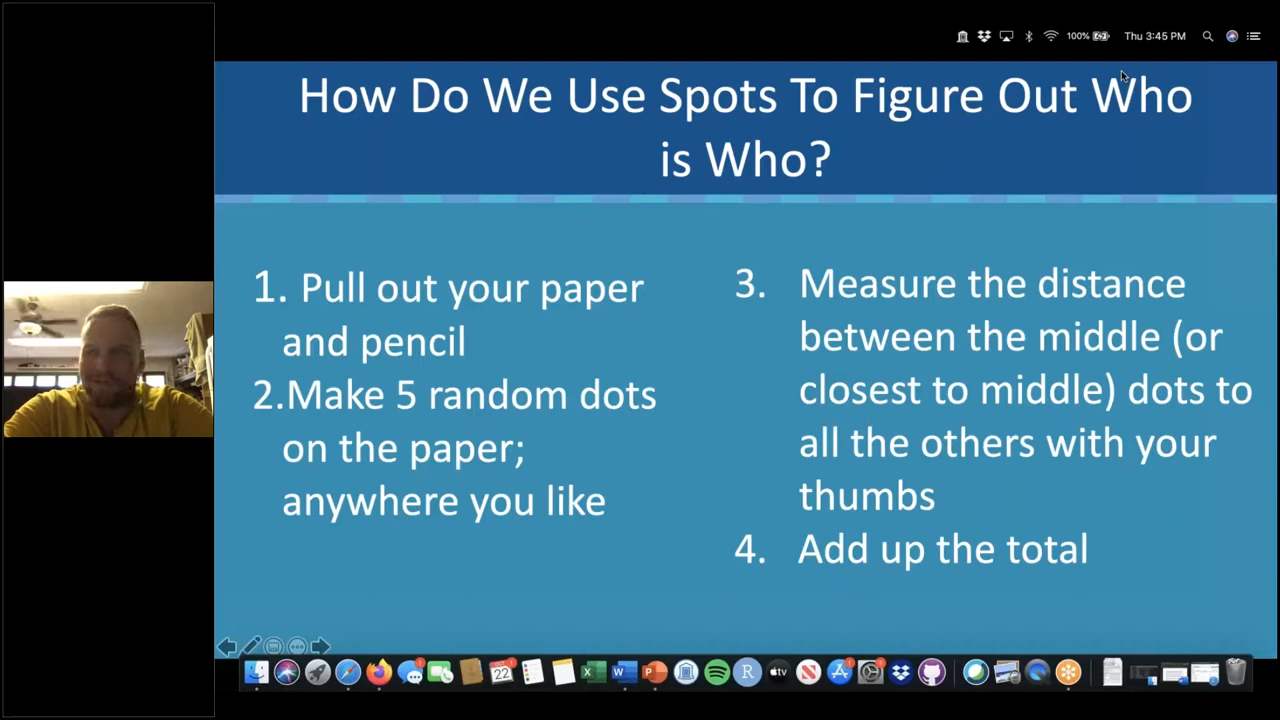 100%
Thu 3:45 PM
How Do We Use Spots To Figure Out Who
is Who?
1. Pull out your paper
and pencil
2.Make 5 random dots
on the paper;
anywhere you like
3. Measure the distance
between the middle (or
closest to middle) dots to
all the others with your
thumbs
4. Add up the total
22
tv